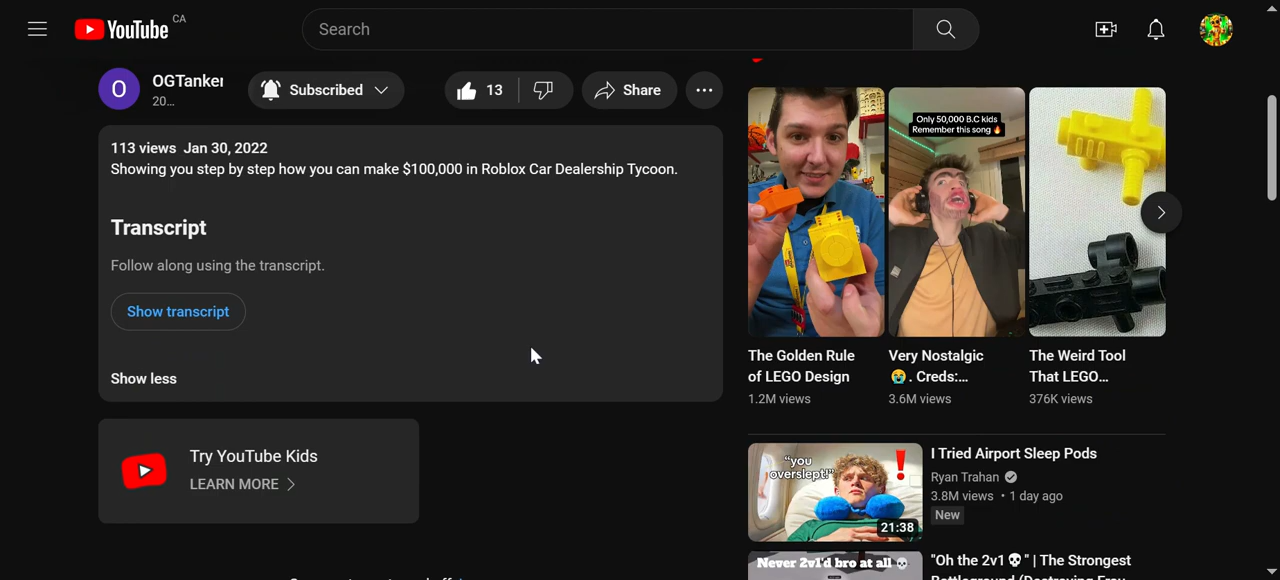 YouTube CA
Search
OGTanker
20...
Subscribed
13
Share
113 views Jan 30, 2022
Showing you step by step how you can make $100,000 in Roblox Car Dealership Tycoon.
Transcript
Follow along using the transcript.
Show transcript
Show less
Try YouTube Kids
LEARN MORE
Only 50,000 B.C kids
Remember this song 🔥
The Golden Rule
of LEGO Design
1.2M views
Very Nostalgic
😭. Creds:...
3.6M views
The Weird Tool
That LEGO...
376K views
"you
overslept!"
21:38
I Tried Airport Sleep Pods
Ryan Trahan
3.8M views • 1 day ago
New
Never 2v1'd bro at all 💀
"Oh the 2v1💀" | The Strongest